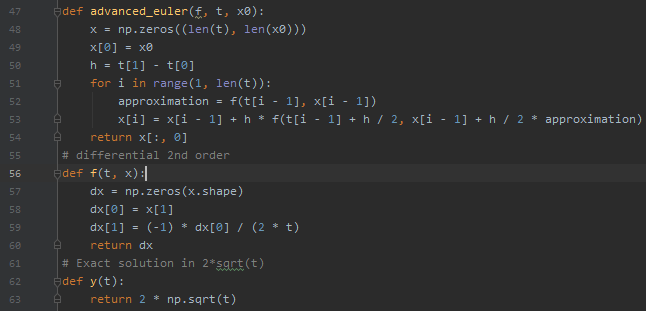 47 def advanced_euler(f, t, x0):
48     x = np.zeros((len(t), len(x0)))
49     x[0] = x0
50     h = t[1] - t[0]
51     for i in range(1, len(t)):
52         approximation = f(t[i - 1], x[i - 1])
53         x[i] = x[i - 1] + h * f(t[i - 1] + h / 2, x[i - 1] + h / 2 * approximation)
54     return x[:, 0]
55 # differential 2nd order
56 def f(t, x):
57     dx = np.zeros(x.shape)
58     dx[0] = x[1]
59     dx[1] = (-1) * dx[0] / (2 * t)
60     return dx
61 # Exact solution in 2*sqrt(t)
62 def y(t):
63     return 2 * np.sqrt(t)